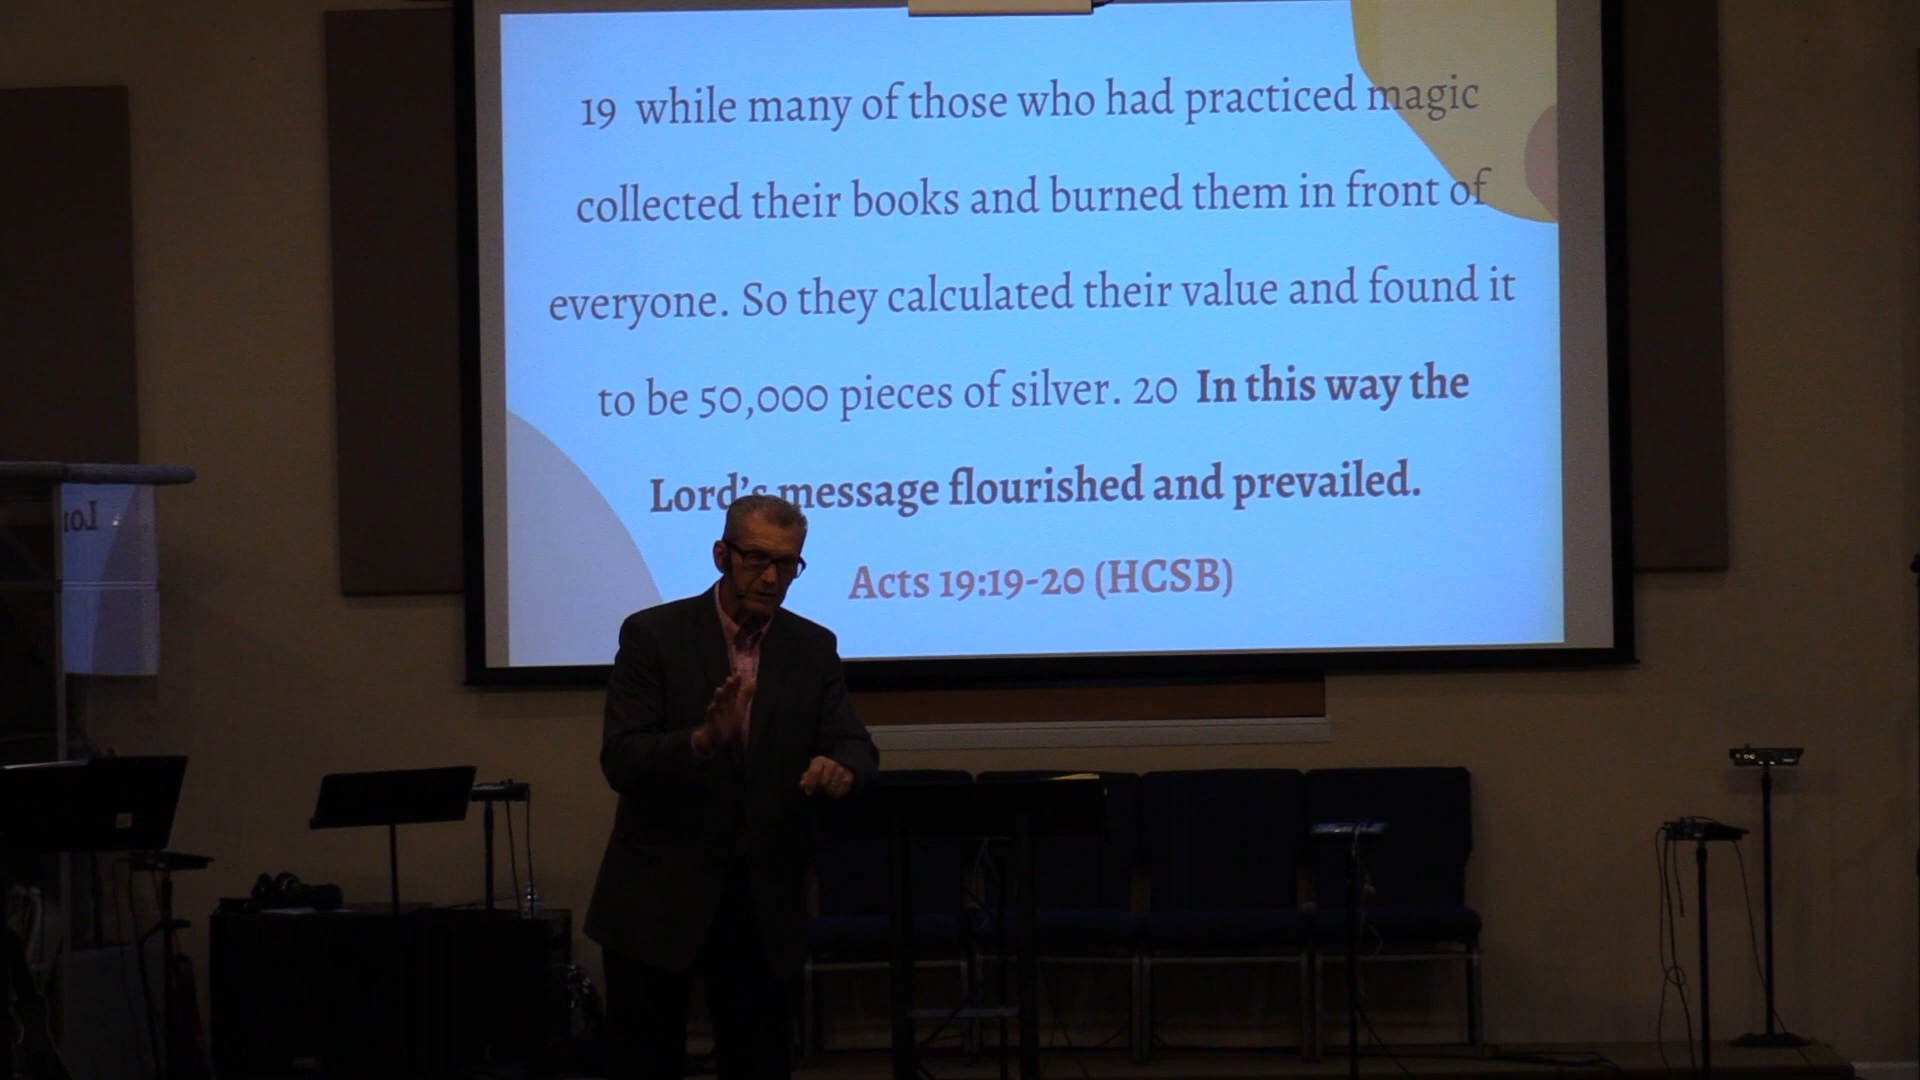 19 while many of those who had practiced magic
collected their books and burned them in front of
everyone. So they calculated their value and found it
to be 50,000 pieces of silver. 20 In this way the
Lord's message flourished and prevailed.
Acts 19:19-20 (HCSB)